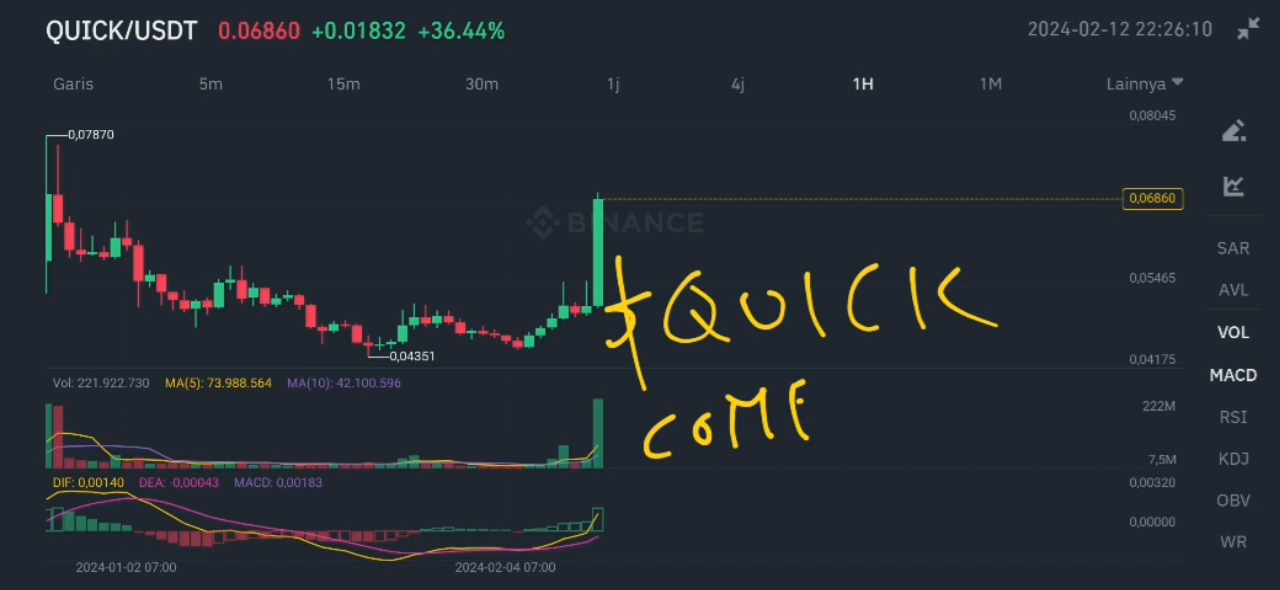 QUICK/USDT 0.06860 +0.01832 +36.44% 2024-02-12 22:26:10
Garis 5m 15m 30m 1j 4j 1H 1M Lainnya
0,08045
0,07870
0,06860
BINANCE
0,05465
0,04351
0,04175
SAR
AVL
VOL
MACD
RSI
KDJ
OBV
WR
$QUICK
COME
Vol: 221.922.730 MA(5): 73.988.564 MA(10): 42.100.596
222M
7,5M
DIF: 0,00140 DEA: -0,00043 MACD: 0,00183
0,00320
0,00000
2024-01-02 07:00 2024-02-04 07:00